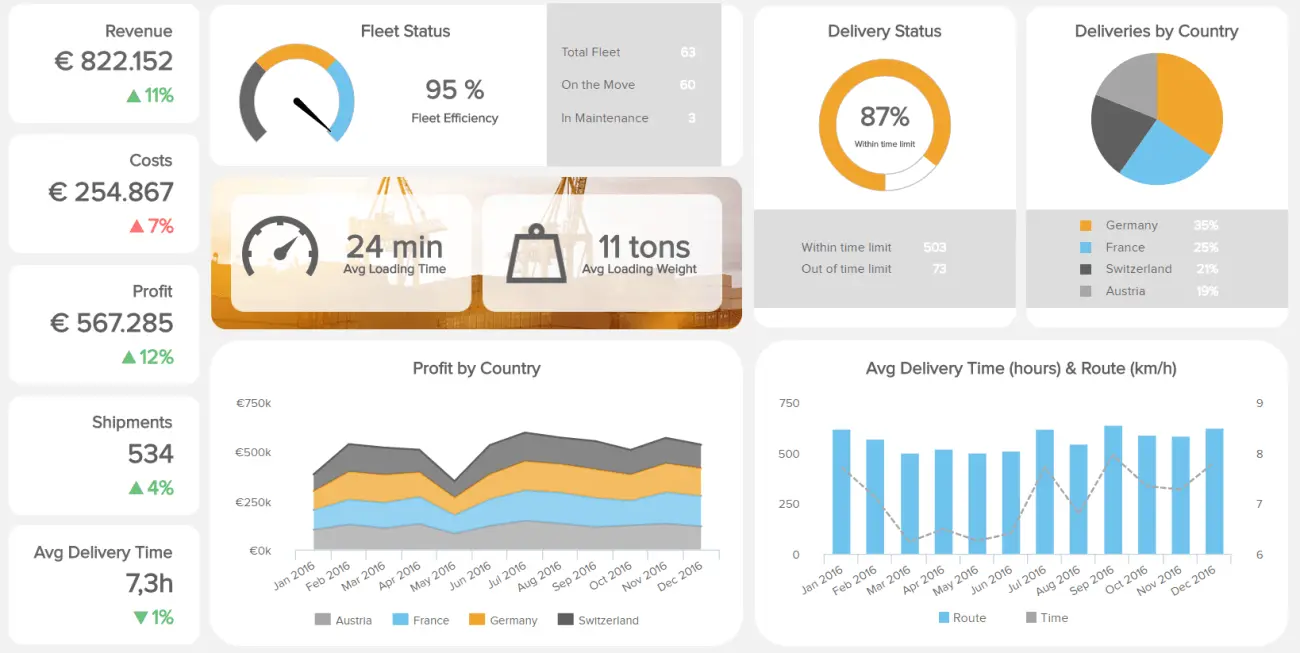 Revenue
€ 822.152
▲11%
Costs
€ 254.867
▲7%
Profit
€ 567.285
▲12%
Shipments
534
▲4%
Avg Delivery Time
7,3h
▼1%
Fleet Status
95 %
Fleet Efficiency
Total Fleet 63
On the Move 60
In Maintenance 3
24 min
Avg Loading Time
11 tons
Avg Loading Weight
Delivery Status
87%
Within time limit
Within time limit 503
Out of time limit 73
Deliveries by Country
Germany 35%
France 25%
Switzerland 21%
Austria 19%
Profit by Country
€750k
€500k
€250k
€0k
Jan 2016 Feb 2016 Mar 2016 Apr 2016 May 2016 Jun 2016 Jul 2016 Aug 2016 Sep 2016 Oct 2016 Nov 2016 Dec 2016
Austria France Germany Switzerland
Avg Delivery Time (hours) & Route (km/h)
750 9
500 8
250 7
0 6
Jan 2016 Feb 2016 Mar 2016 Apr 2016 May 2016 Jun 2016 Jul 2016 Aug 2016 Sep 2016 Oct 2016 Nov 2016 Dec 2016
Route Time